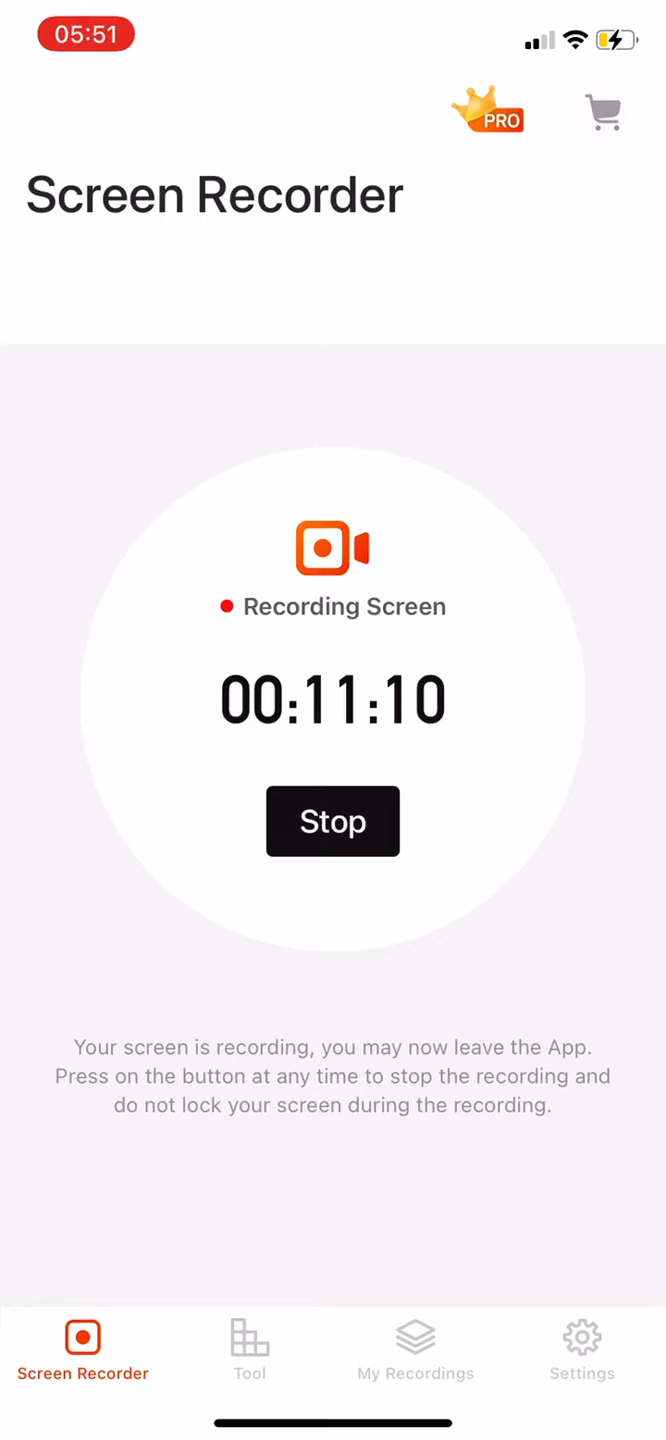 05:51
PRO
Screen Recorder
Recording Screen
00:11:10
Stop
Your screen is recording, you may now leave the App.
Press on the button at any time to stop the recording and
do not lock your screen during the recording.
Screen Recorder
Tool
My Recordings
Settings